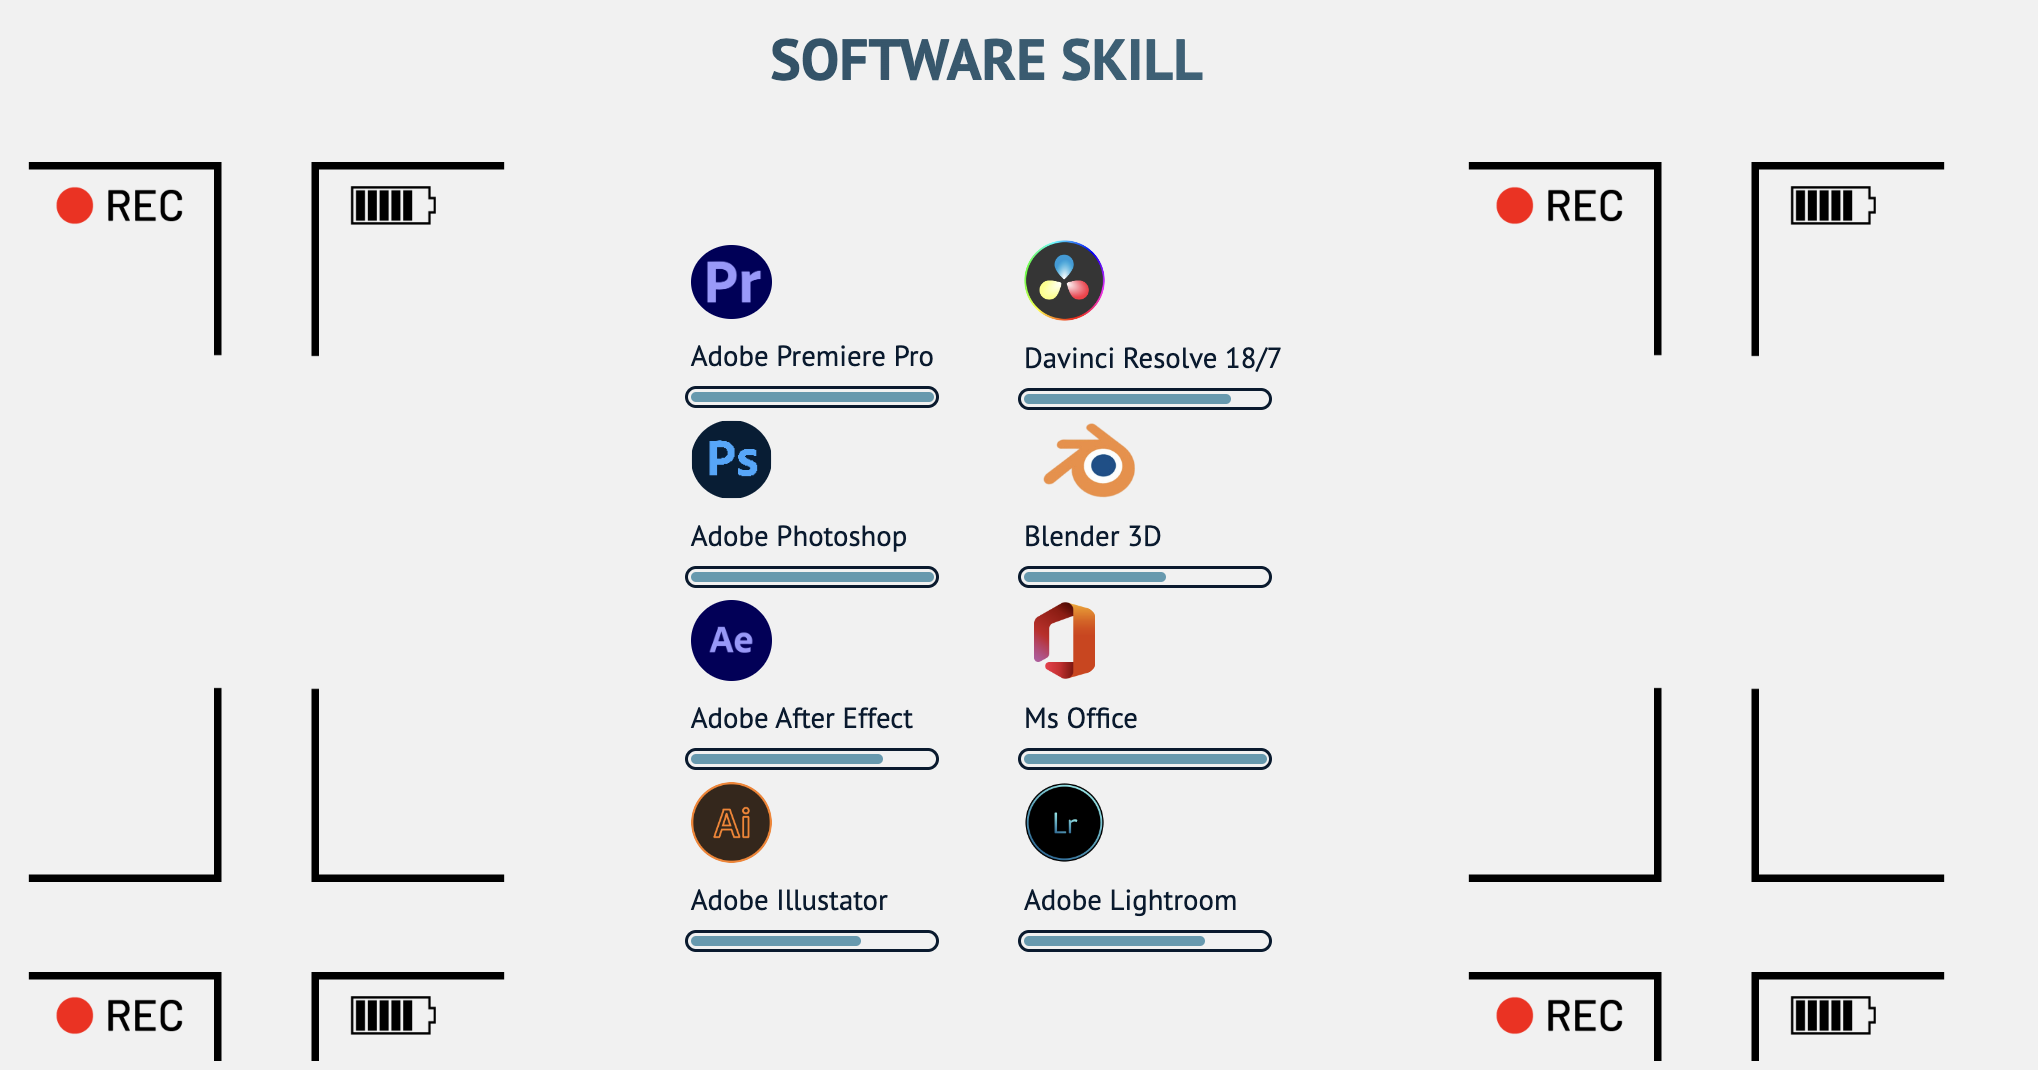 SOFTWARE SKILL
REC
REC
Pr
Adobe Premiere Pro
Davinci Resolve 18/7
Ps
Adobe Photoshop
Blender 3D
Ae
Adobe After Effect
Ms Office
Ai
Adobe Illustator
Lr
Adobe Lightroom
REC
REC